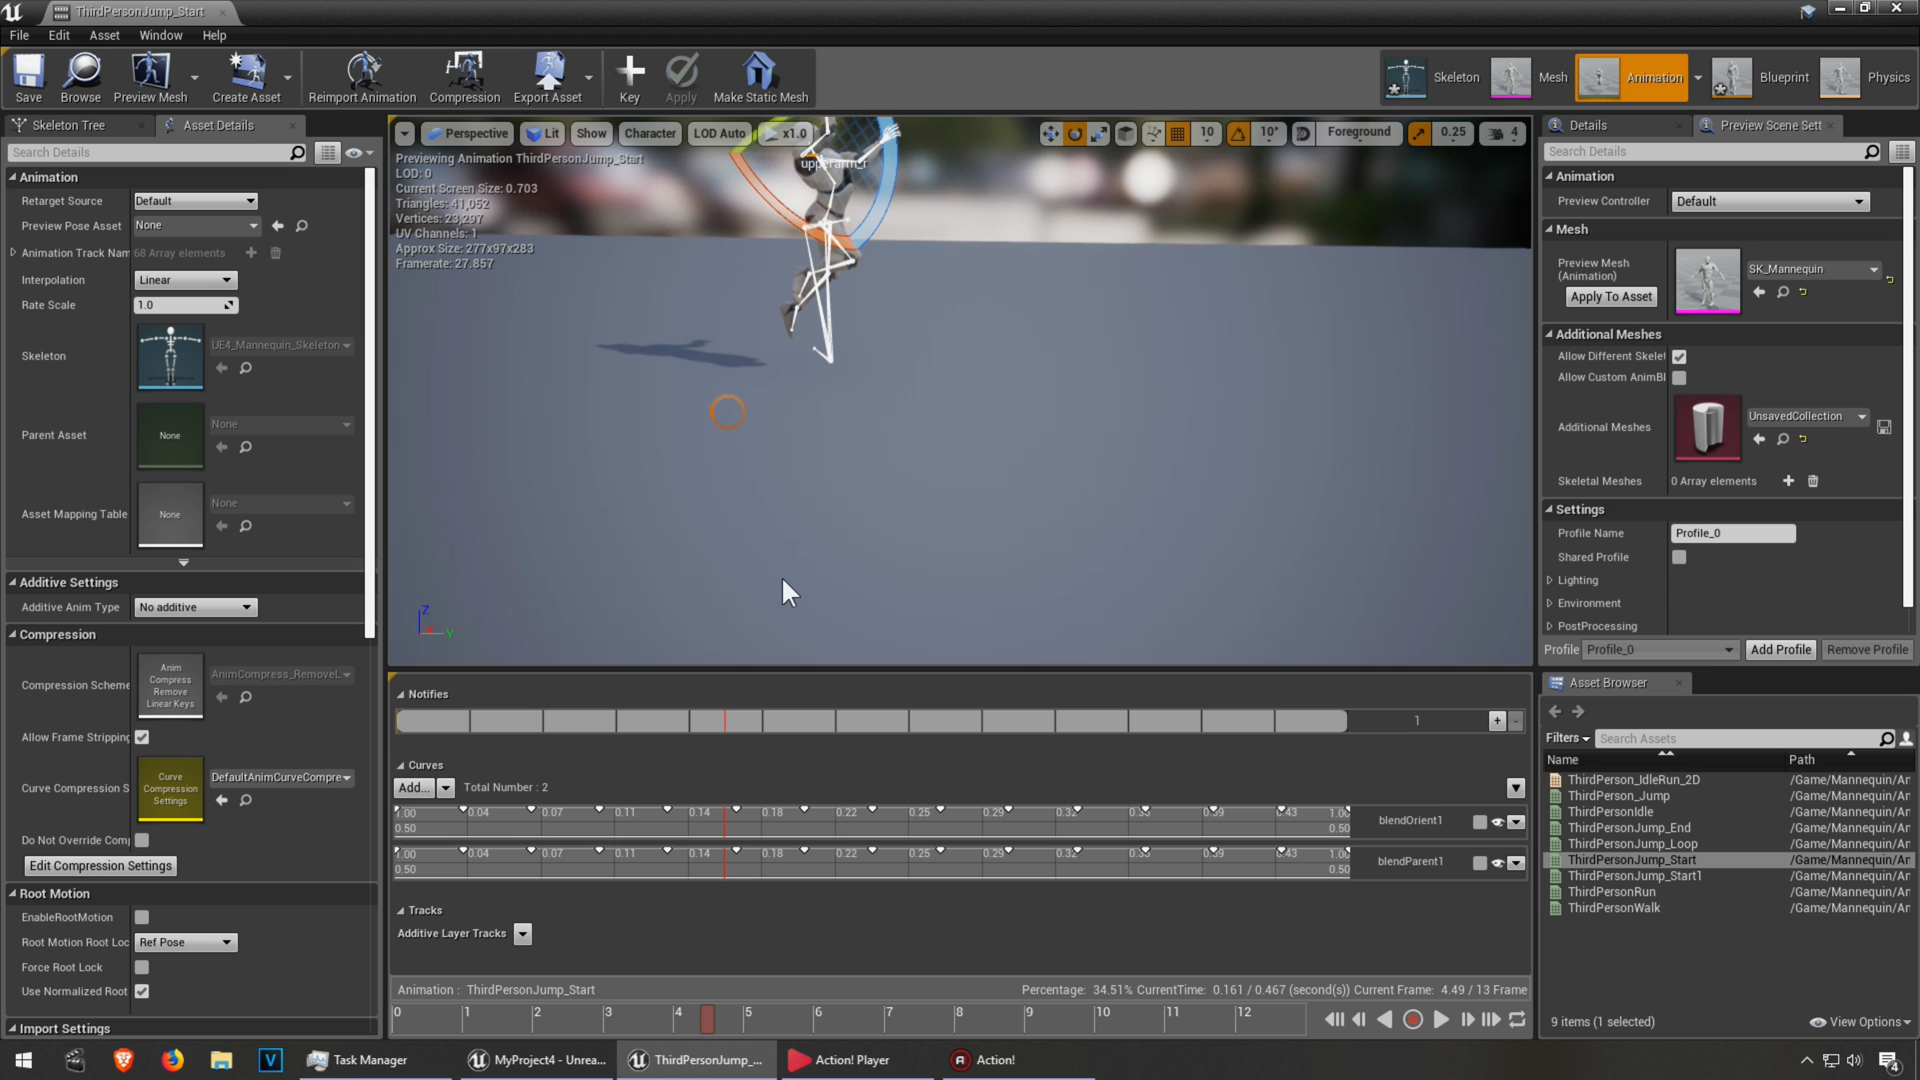 ThirdPersonJump_Start
File Edit Asset Window Help
Save Browse Preview Mesh Create Asset Reimport Animation Compression Export Asset Key Apply Make Static Mesh
Skeleton Mesh Animation Blueprint Physics
Skeleton Tree Asset Details
Search Details
Animation
Retarget Source Default
Preview Pose Asset None
Animation Track Nam 68 Array elements
Interpolation Linear
Rate Scale 1.0
Skeleton UE4_Mannequin_Skeleton
Parent Asset None None
Asset Mapping Table None None
Additive Settings
Additive Anim Type No additive
Compression
Compression Scheme
Anim
Compress
Remove
Linear Keys
AnimCompress_RemoveL
Allow Frame Stripping
Curve Compression S
Curve
Compression
Settings
DefaultAnimCurveCompre
Do Not Override Com
Edit Compression Settings
Root Motion
EnableRootMotion
Root Motion Root Loc Ref Pose
Force Root Lock
Use Normalized Root
Import Settings
Perspective Lit Show Character LOD Auto x1.0
10 10° Foreground 0.25 4
Previewing Animation ThirdPersonJump_Start
LOD: 0
Current Screen Size: 0.703
Triangles: 41,052
Vertices: 23,297
UV Channels: 1
Approx Size: 277x97x283
Framerate: 27.857
upperarm_r
Z
Y
Notifies
1
Curves
Add... Total Number : 2
1.00 0.04 0.07 0.11 0.14 0.18 0.22 0.25 0.29 0.32 0.39 0.43 1.00
0.50 0.50
blendOrient1
1.00 0.04 0.07 0.11 0.14 0.18 0.22 0.25 0.29 0.32 0.39 0.43 1.00
0.50 0.50
blendParent1
Tracks
Additive Layer Tracks
Animation : ThirdPersonJump_Start
Percentage: 34.51% CurrentTime: 0.161 / 0.467 (second(s)) Current Frame: 4.49 / 13 Frame
0 1 2 3 4 5 6 7 8 9 10 11 12
Details Preview Scene Sett
Search Details
Animation
Preview Controller Default
Mesh
Preview Mesh
(Animation)
SK_Mannequin
Apply To Asset
Additional Meshes
Allow Different Skelet
Allow Custom AnimBl
Additional Meshes UnsavedCollection
Skeletal Meshes 0 Array elements
Settings
Profile Name Profile_0
Shared Profile
Lighting
Environment
PostProcessing
Profile Profile_0 Add Profile Remove Profile
Asset Browser
Filters Search Assets
Name Path
ThirdPerson_IdleRun_2D /Game/Mannequin/An
ThirdPerson_Jump /Game/Mannequin/An
ThirdPersonIdle /Game/Mannequin/An
ThirdPersonJump_End /Game/Mannequin/An
ThirdPersonJump_Loop /Game/Mannequin/An
ThirdPersonJump_Start /Game/Mannequin/An
ThirdPersonJump_Start1 /Game/Mannequin/An
ThirdPersonRun /Game/Mannequin/An
ThirdPersonWalk /Game/Mannequin/An
9 items (1 selected) View Options
Task Manager MyProject4 - Unrea... ThirdPersonJump_... Action! Player Action!
4